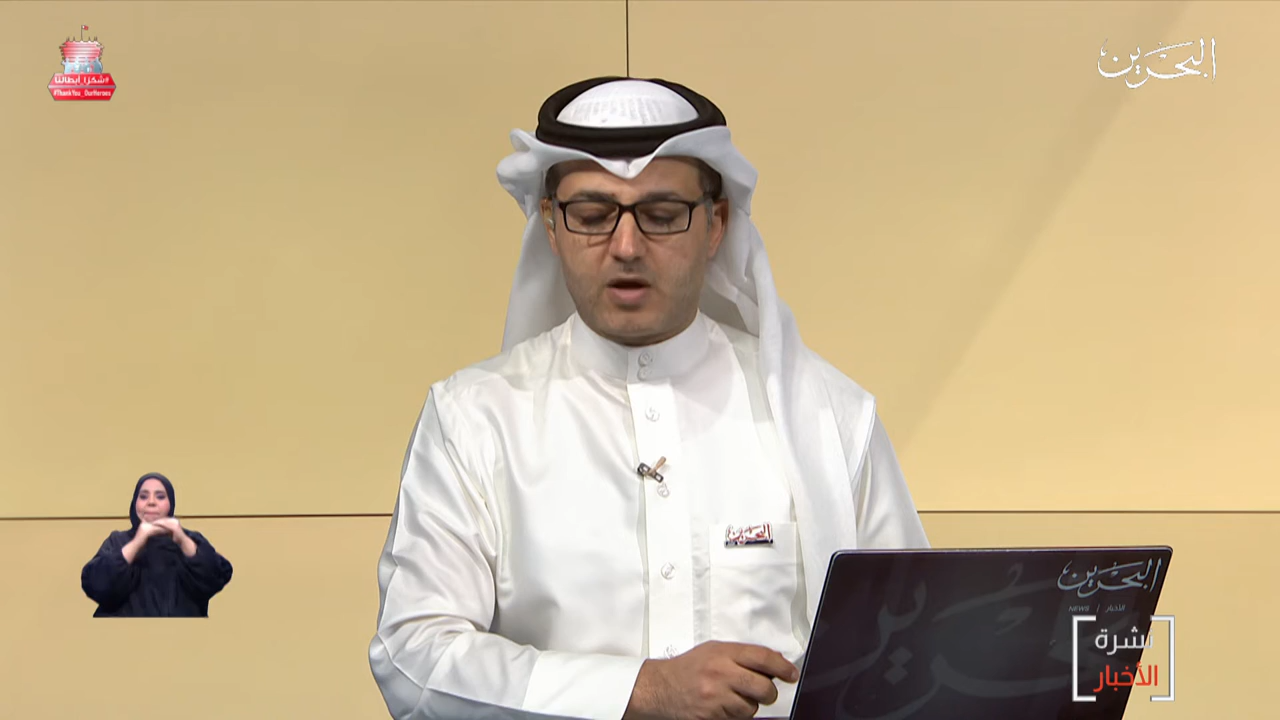 #شكرا_أبطالنا
#ThankYou_OurHeroes
البحرين
البحرين
البحرين
NEWS / الأخبار
نشرة
الأخبار